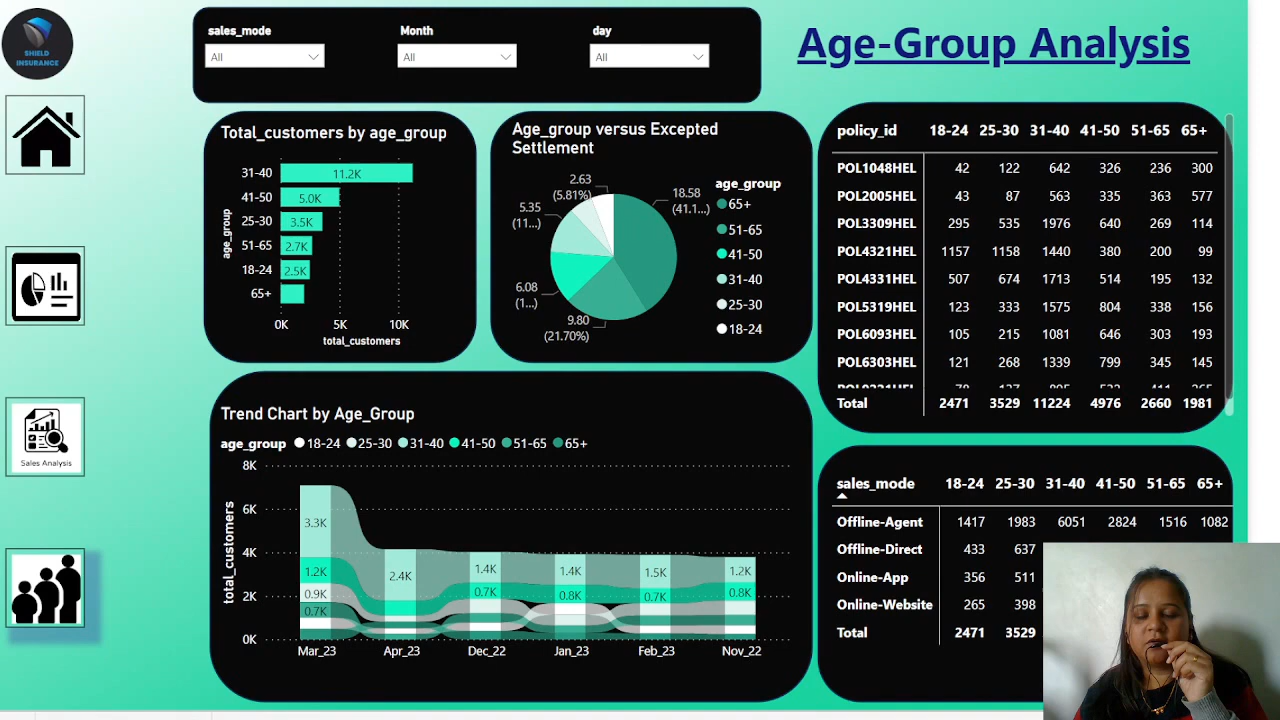 SHIELD
INSURANCE
sales_mode Month day
All All All
Age-Group Analysis
Total_customers by age_group
age_group
31-40 11.2K
41-50 5.0K
25-30 3.5K
51-65 2.7K
18-24 2.5K
65+
0K 5K 10K
total_customers
Age_group versus Excepted
Settlement
2.63
(5.81%)
5.35
(11...)
6.08
(1...)
9.80
(21.70%)
18.58
(41.1...)
age_group
65+
51-65
41-50
31-40
25-30
18-24
policy_id 18-24 25-30 31-40 41-50 51-65 65+
POL1048HEL 42 122 642 326 236 300
POL2005HEL 43 87 563 335 363 577
POL3309HEL 295 535 1976 640 269 114
POL4321HEL 1157 1158 1440 380 200 99
POL4331HEL 507 674 1713 514 195 132
POL5319HEL 123 333 1575 804 338 156
POL6093HEL 105 215 1081 646 303 193
POL6303HEL 121 268 1339 799 345 145
Total 2471 3529 11224 4976 2660 1981
Sales Analysis
Trend Chart by Age_Group
age_group 18-24 25-30 31-40 41-50 51-65 65+
total_customers
8K
6K
4K
2K
0K
3.3K 2.4K 1.4K 1.4K 1.5K 1.2K
1.2K 0.7K 0.8K 0.7K 0.8K
0.9K
0.7K
Mar_23 Apr_23 Dec_22 Jan_23 Feb_23 Nov_22
sales_mode 18-24 25-30 31-40 41-50 51-65 65+
Offline-Agent 1417 1983 6051 2824 1516 1082
Offline-Direct 433 637
Online-App 356 511
Online-Website 265 398
Total 2471 3529